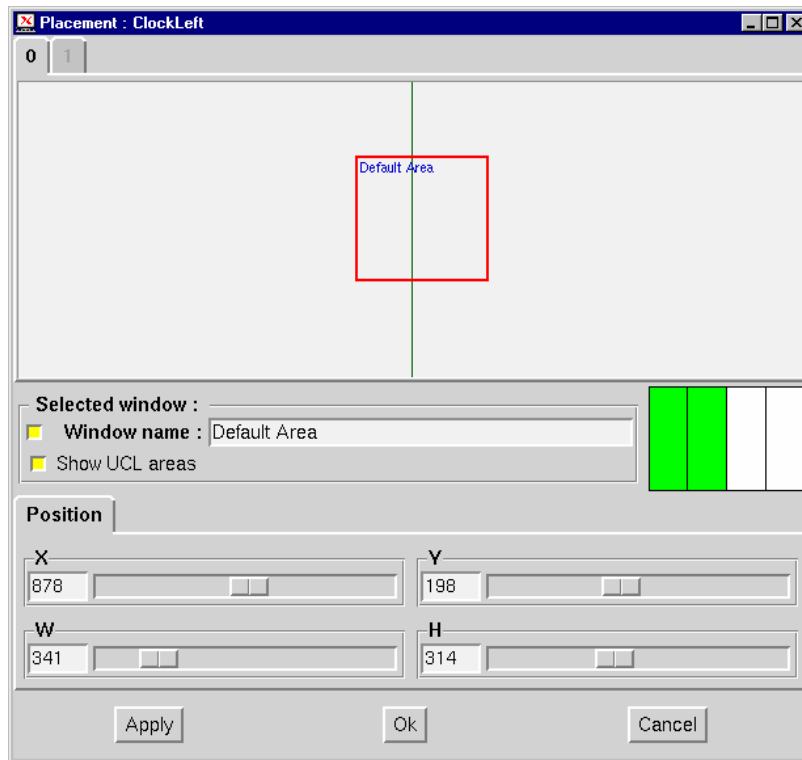 Placement : ClockLeft
0 1
Default Area
Selected window :
Window name : Default Area
Show UCL areas
Position
X Y
878 198
W H
341 314
Apply Ok Cancel